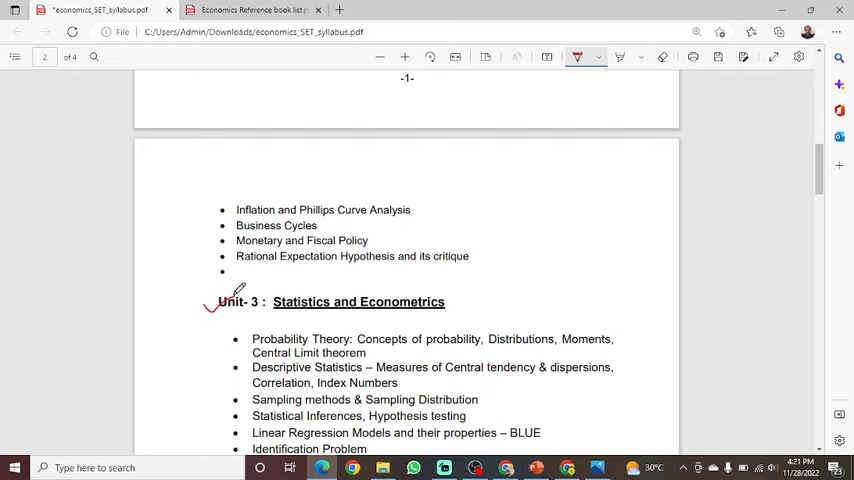 *economics_SET_syllabus.pdf
Economics Reference book list.p
File
C:/Users/Admin/Downloads/economics_SET_syllabus.pdf
2 of 4
-1-
• Inflation and Phillips Curve Analysis
• Business Cycles
• Monetary and Fiscal Policy
• Rational Expectation Hypothesis and its critique
•
Unit- 3 : Statistics and Econometrics
• Probability Theory: Concepts of probability, Distributions, Moments,
Central Limit theorem
• Descriptive Statistics – Measures of Central tendency & dispersions,
Correlation, Index Numbers
• Sampling methods & Sampling Distribution
• Statistical Inferences, Hypothesis testing
• Linear Regression Models and their properties – BLUE
• Identification Problem
Type here to search
30°C
4:21 PM
11/28/2022
23